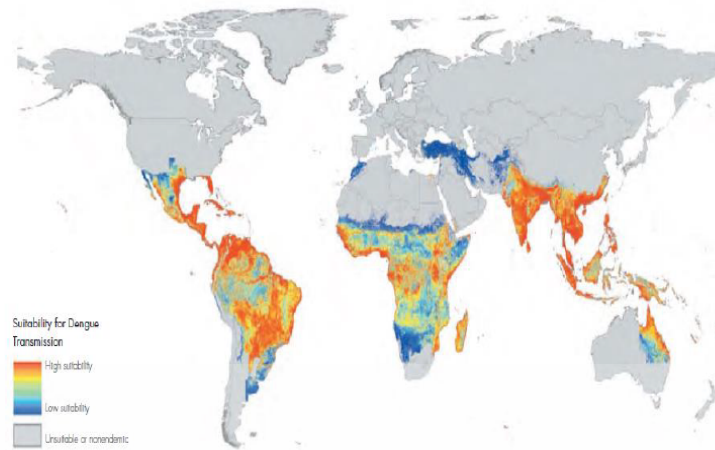 Suitability for Dengue
Transmission
High suitability
Low suitability
Unsuitable or nonendemic